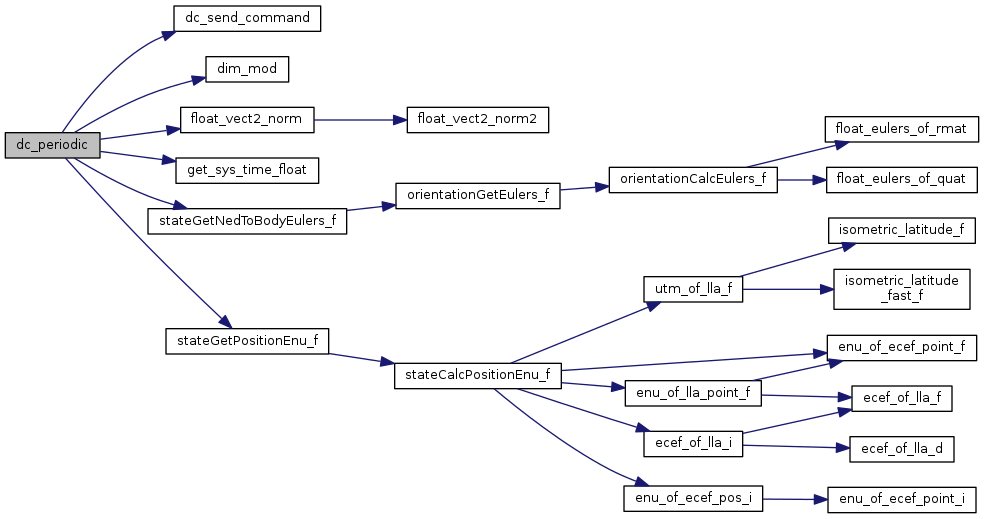 dc_send_command
dim_mod
float_vect2_norm
float_vect2_norm2
float_eulers_of_rmat
dc_periodic
get_sys_time_float
orientationCalcEulers_f
float_eulers_of_quat
orientationGetEulers_f
stateGetNedToBodyEulers_f
isometric_latitude_f
utm_of_lla_f
isometric_latitude
_fast_f
stateGetPositionEnu_f
enu_of_ecef_point_f
stateCalcPositionEnu_f
enu_of_lla_point_f
ecef_of_lla_f
ecef_of_lla_i
ecef_of_lla_d
enu_of_ecef_pos_i
enu_of_ecef_point_i